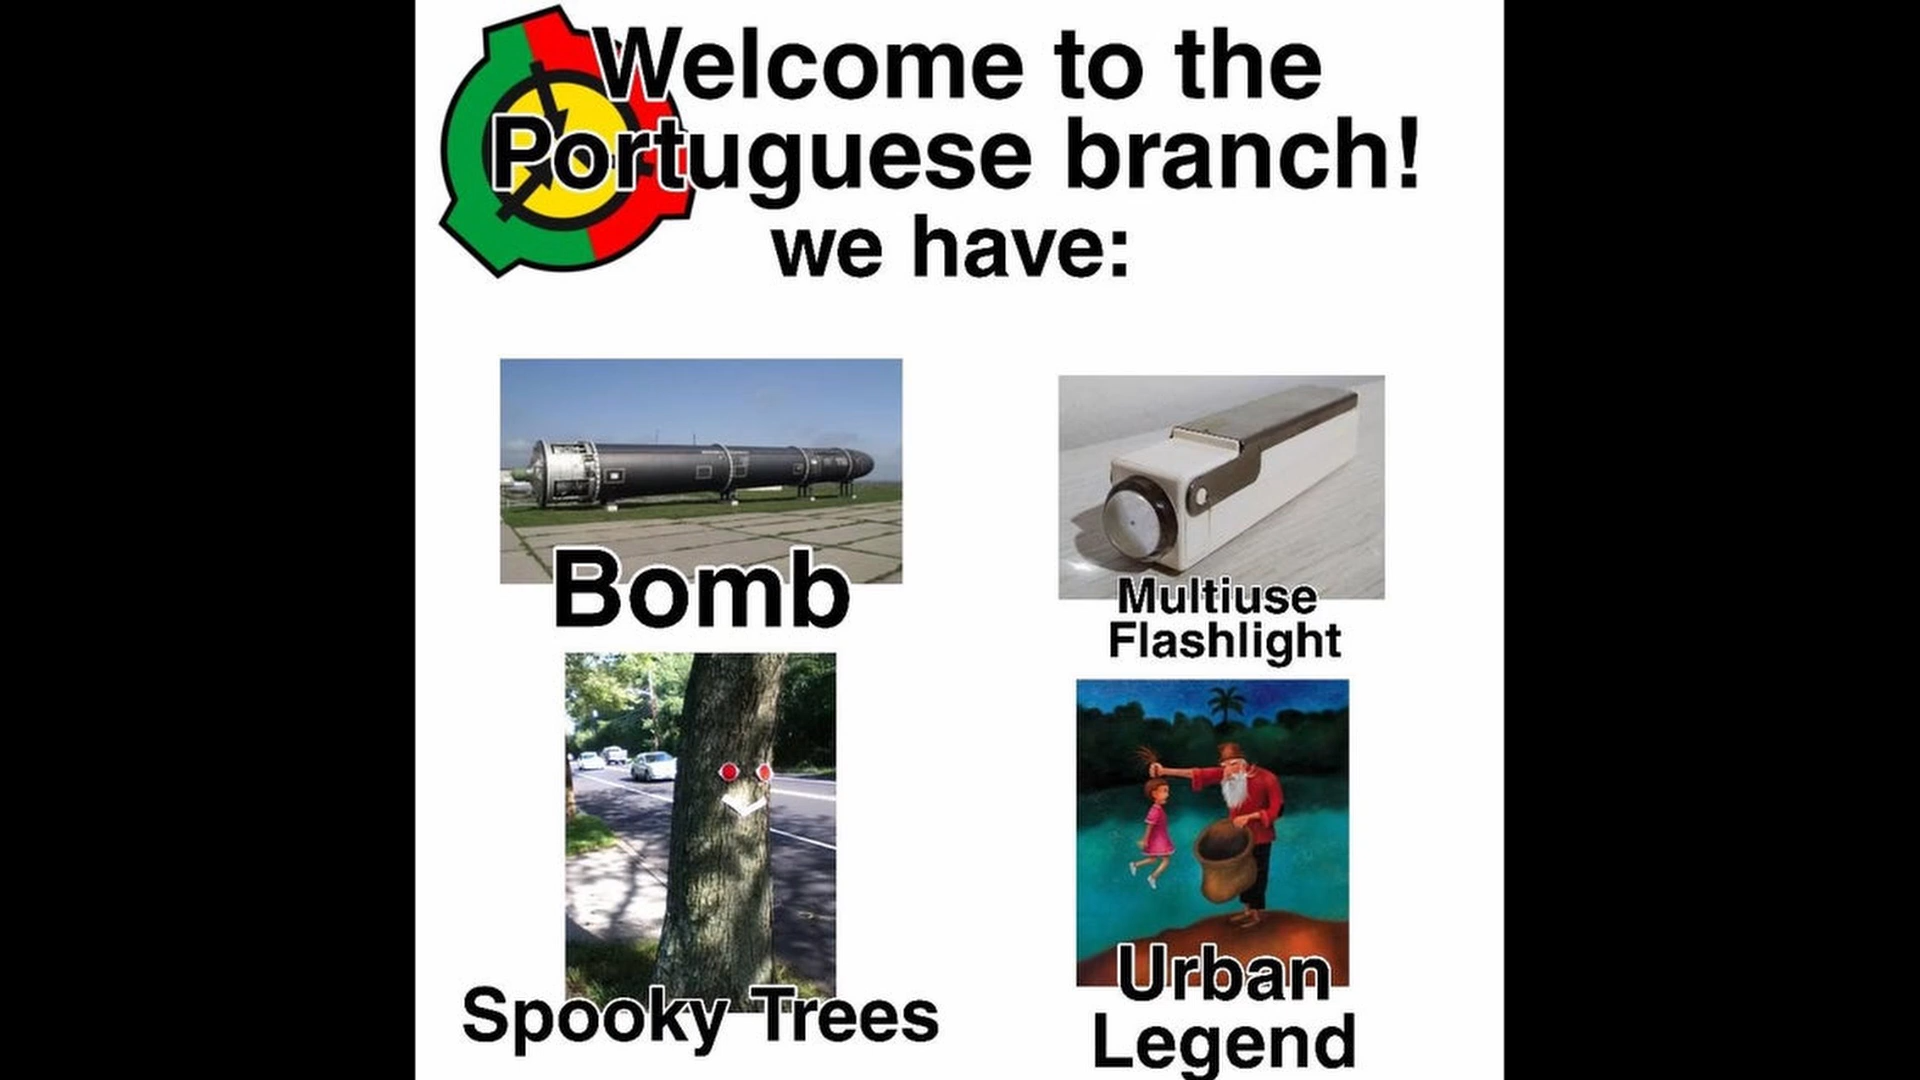 Welcome to the
Portuguese branch!
we have:
Bomb
Multiuse
Flashlight
Spooky Trees
Urban
Legend